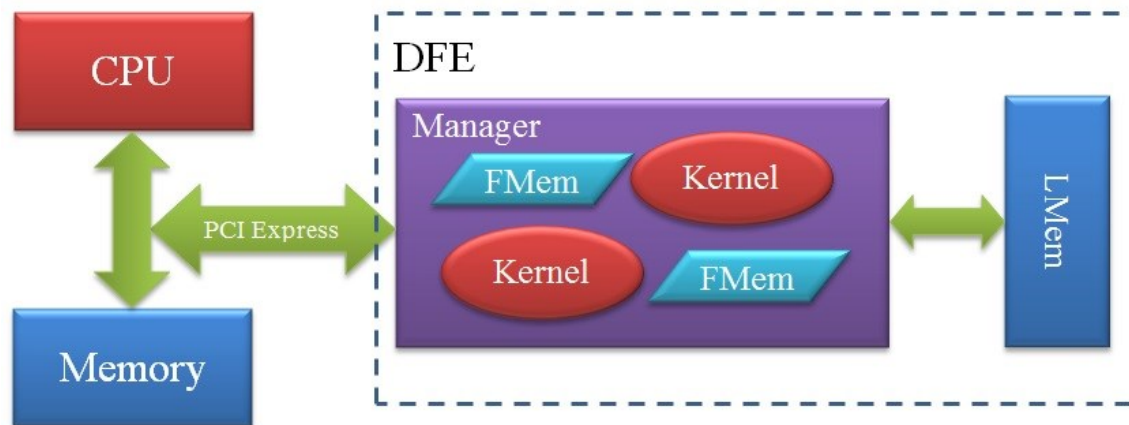 CPU
DFE
Manager
FMem
Kernel
PCI Express
Kernel
FMem
LMem
Memory